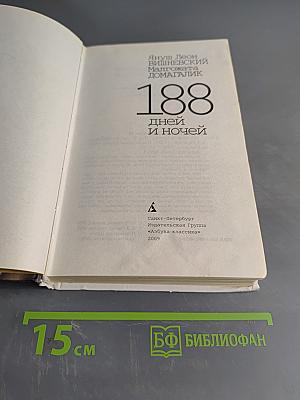 Януш Леон
ВИШНЕВСКИЙ
Малгожата
ДОМАГАЛИК
188
дней
и ночей
Санкт-Петербург
Издательская Группа
«Азбука-классика»
2009
15 см
БФ БИБЛИОФАН